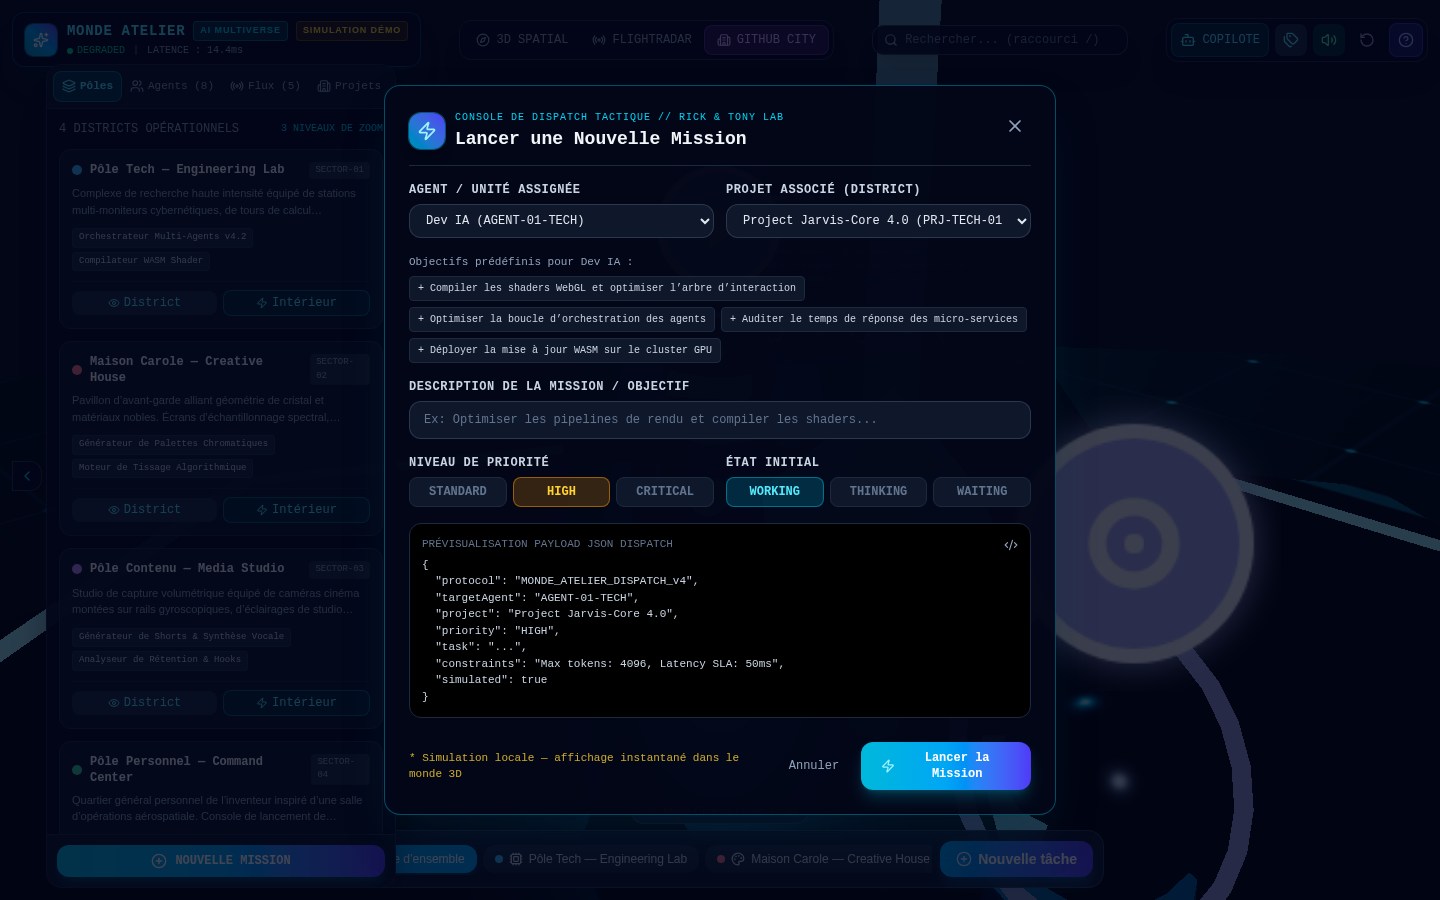 MONDE ATELIER
AI MULTIVERSE
SIMULATION DÉMO
DEGRADED | LATENCE : 14.4ms
3D SPATIAL
FLIGHTRADAR
GITHUB CITY
Rechercher... (raccourci /)
COPILOTE
Pôles
Agents (8)
Flux (5)
Projets
4 DISTRICTS OPÉRATIONNELS
3 NIVEAUX DE ZOOM
Pôle Tech — Engineering Lab
SECTOR-01
Complexe de recherche haute intensité équipé de stations
multi-moniteurs cybernétiques, de tours de calcul…
Orchestrateur Multi-Agents v4.2
Compilateur WASM Shader
District
Intérieur
Maison Carole — Creative
House
SECTOR-
02
Pavillon d’avant-garde alliant géométrie de cristal et
matériaux nobles. Écrans d’échantillonnage spectral,…
Générateur de Palettes Chromatiques
Moteur de Tissage Algorithmique
District
Intérieur
Pôle Contenu — Media Studio
SECTOR-03
Studio de capture volumétrique équipé de caméras cinéma
montées sur rails gyroscopiques, d’éclairages de studio…
Générateur de Shorts & Synthèse Vocale
Analyseur de Rétention & Hooks
District
Intérieur
Pôle Personnel — Command
Center
SECTOR-
04
Quartier général personnel de l’inventeur inspiré d’une salle
d’opérations aérospatiale. Console de lancement de…
NOUVELLE MISSION
CONSOLE DE DISPATCH TACTIQUE // RICK & TONY LAB
Lancer une Nouvelle Mission
AGENT / UNITÉ ASSIGNÉE
PROJET ASSOCIÉ (DISTRICT)
Dev IA (AGENT-01-TECH)
Project Jarvis-Core 4.0 (PRJ-TECH-01
Objectifs prédéfinis pour Dev IA :
+ Compiler les shaders WebGL et optimiser l’arbre d’interaction
+ Optimiser la boucle d’orchestration des agents
+ Auditer le temps de réponse des micro-services
+ Déployer la mise à jour WASM sur le cluster GPU
DESCRIPTION DE LA MISSION / OBJECTIF
Ex: Optimiser les pipelines de rendu et compiler les shaders...
NIVEAU DE PRIORITÉ
ÉTAT INITIAL
STANDARD
HIGH
CRITICAL
WORKING
THINKING
WAITING
PRÉVISUALISATION PAYLOAD JSON DISPATCH
{
"protocol": "MONDE_ATELIER_DISPATCH_v4",
"targetAgent": "AGENT-01-TECH",
"project": "Project Jarvis-Core 4.0",
"priority": "HIGH",
"task": "...",
"constraints": "Max tokens: 4096, Latency SLA: 50ms",
"simulated": true
}
* Simulation locale — affichage instantané dans le
monde 3D
Annuler
Lancer la
Mission
d’ensemble
Pôle Tech — Engineering Lab
Maison Carole — Creative House
Nouvelle tâche